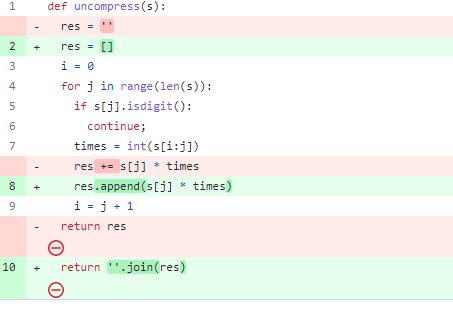 1 def uncompress(s):
- res = ''
2 + res = []
3 i = 0
4 for j in range(len(s)):
5 if s[j].isdigit():
6 continue;
7 times = int(s[i:j])
- res += s[j] * times
8 + res.append(s[j] * times)
9 i = j + 1
- return res
10 + return ''.join(res)